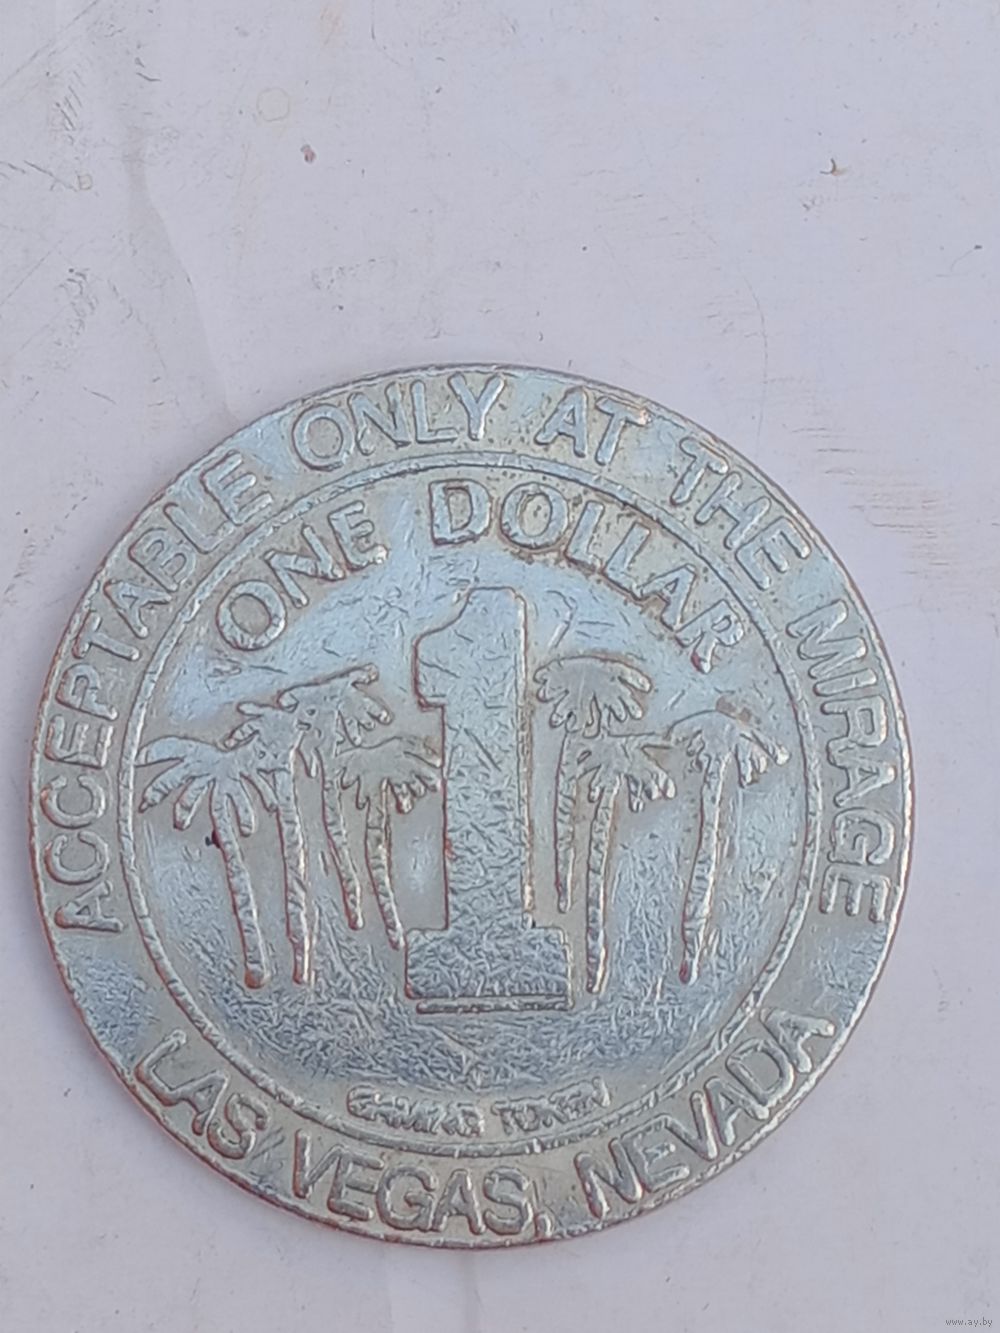 ACCEPTABLE ONLY AT THE MIRAGE
ONE DOLLAR
1
GAMING TOKEN
LAS VEGAS, NEVADA
www.ay.by